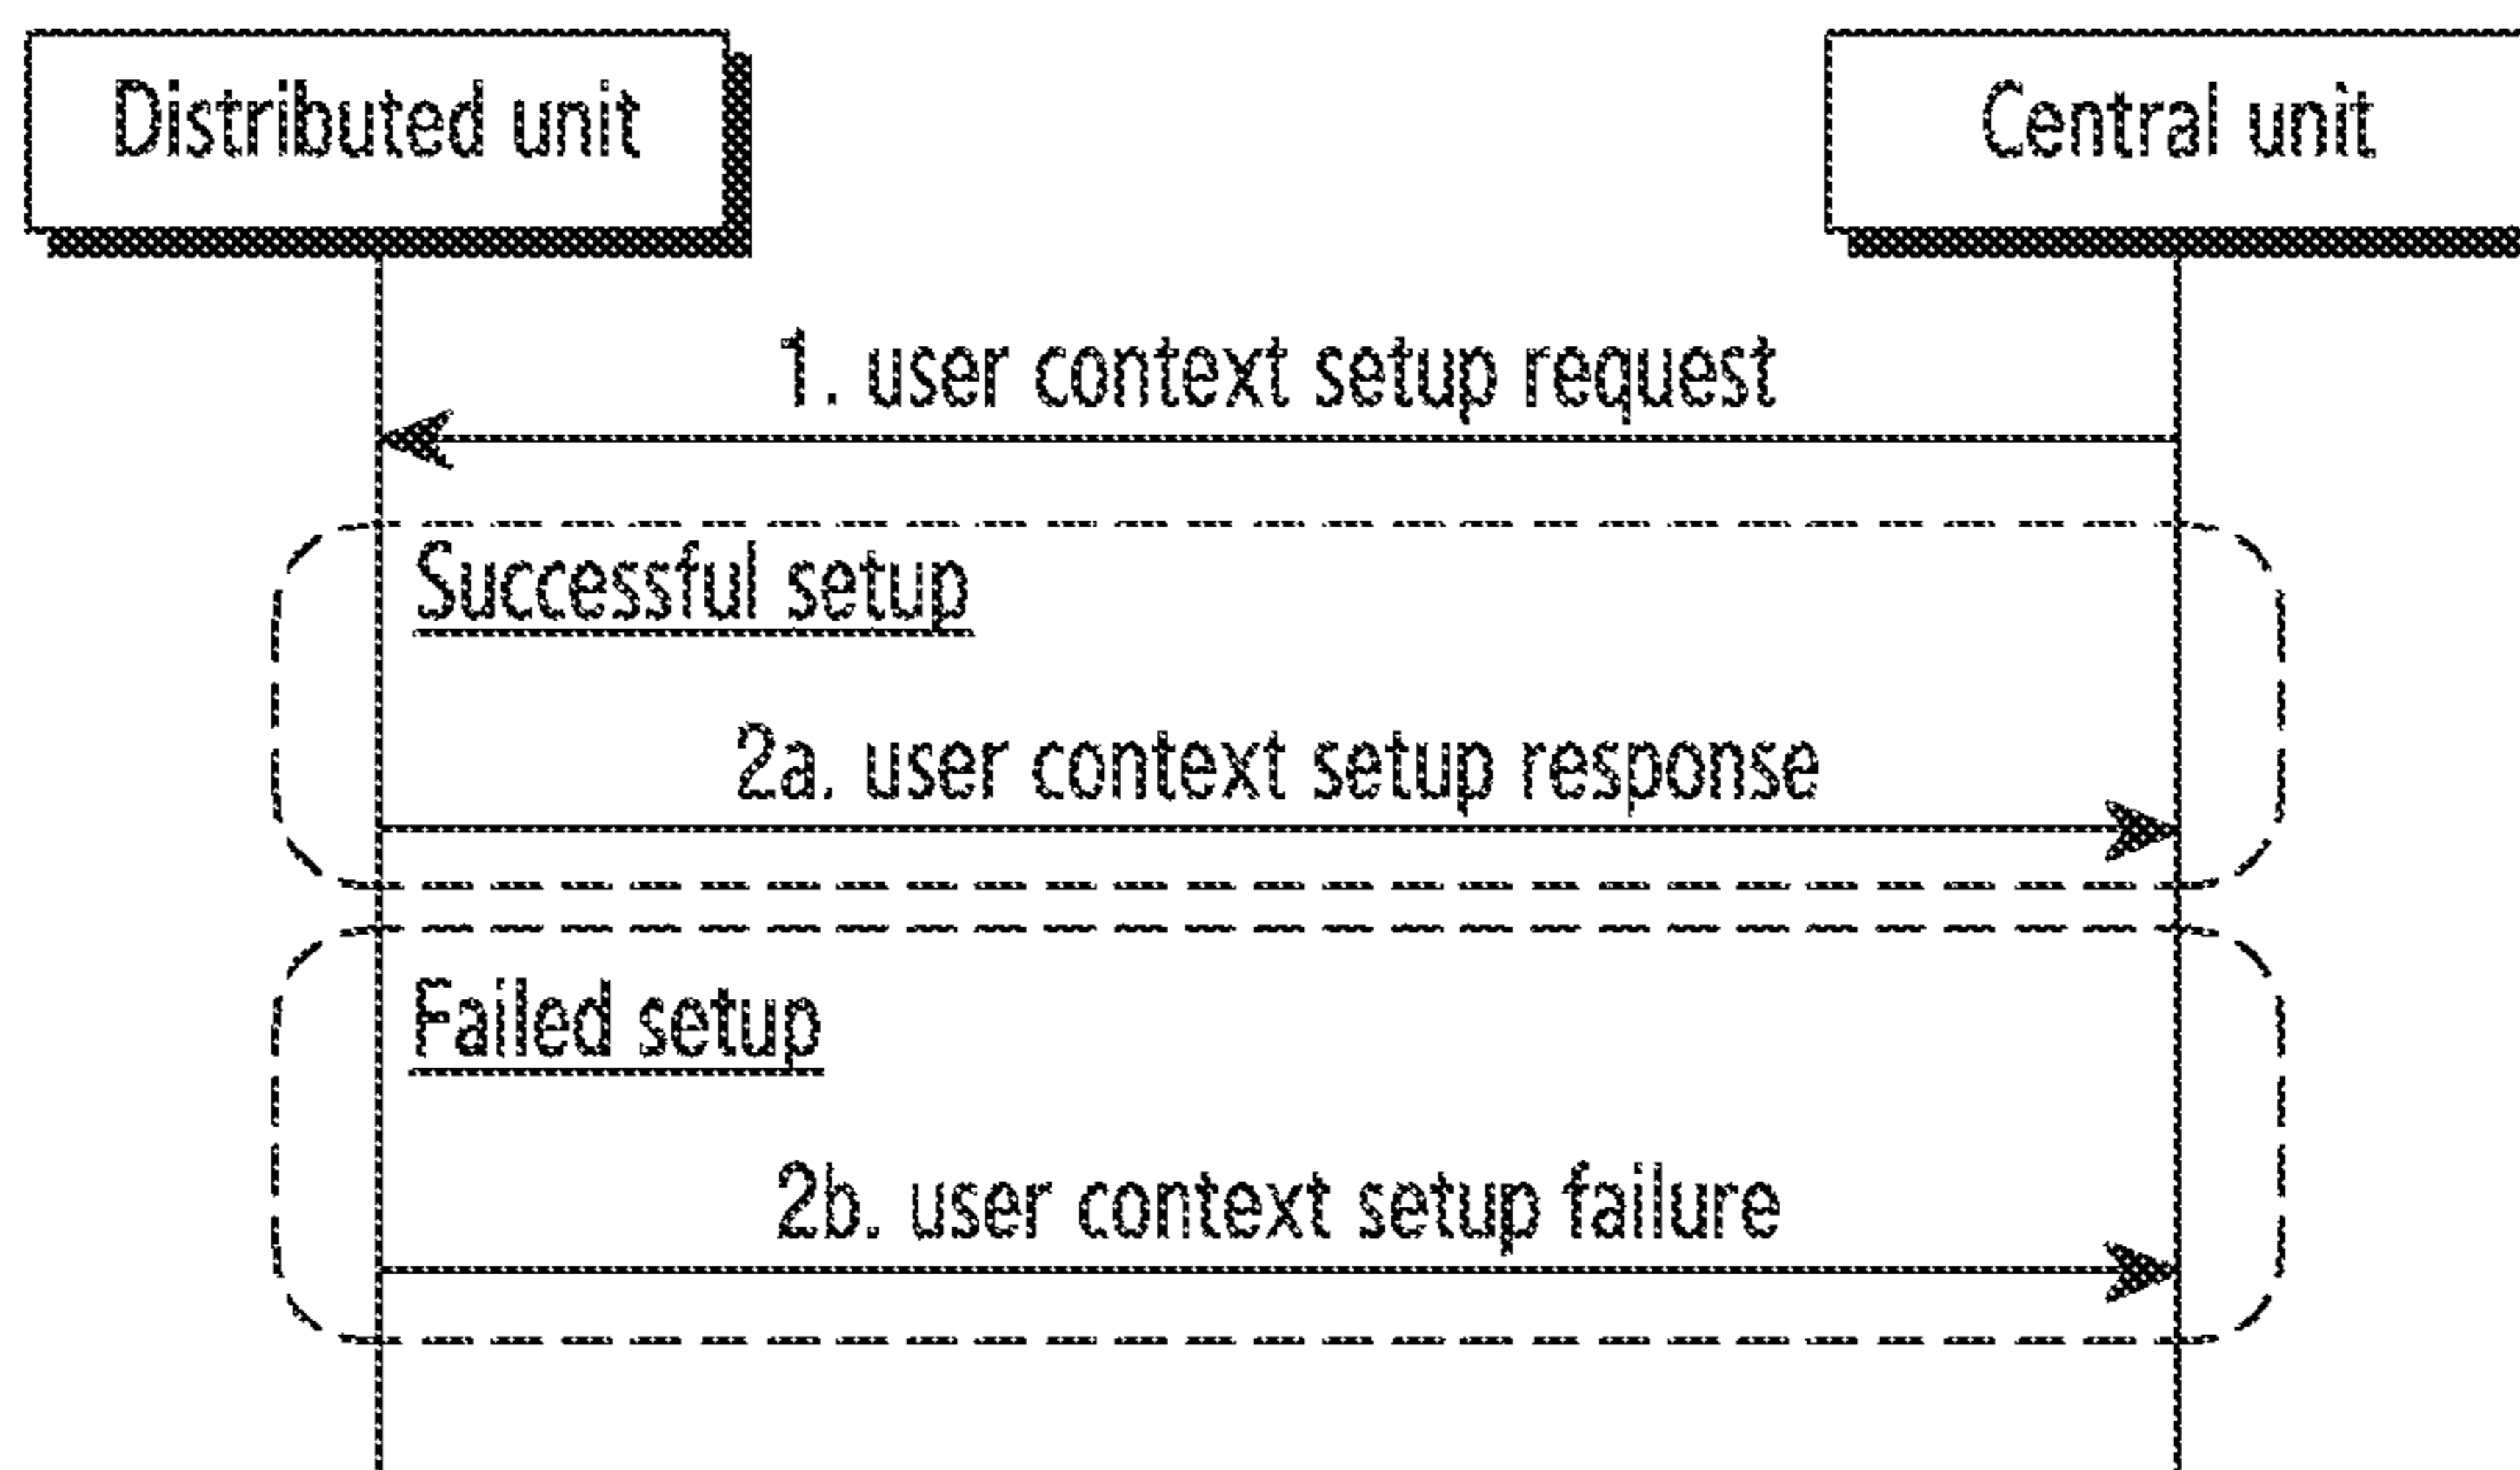 Distributed unit
Central unit
1. user context setup request
Successful setup
2a. user context setup response
Failed setup
2b. user context setup failure